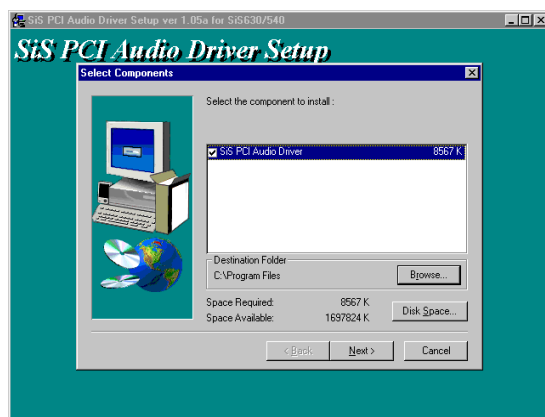 SiS PCI Audio Driver Setup ver 1.05a for SiS630/540
SiS PCI Audio Driver Setup
Select Components
Select the component to install :
SiS PCI Audio Driver 8567 K
Destination Folder
C:\Program Files Browse...
Space Required: 8567 K
Space Available: 1697824 K
Disk Space...
< Back Next > Cancel